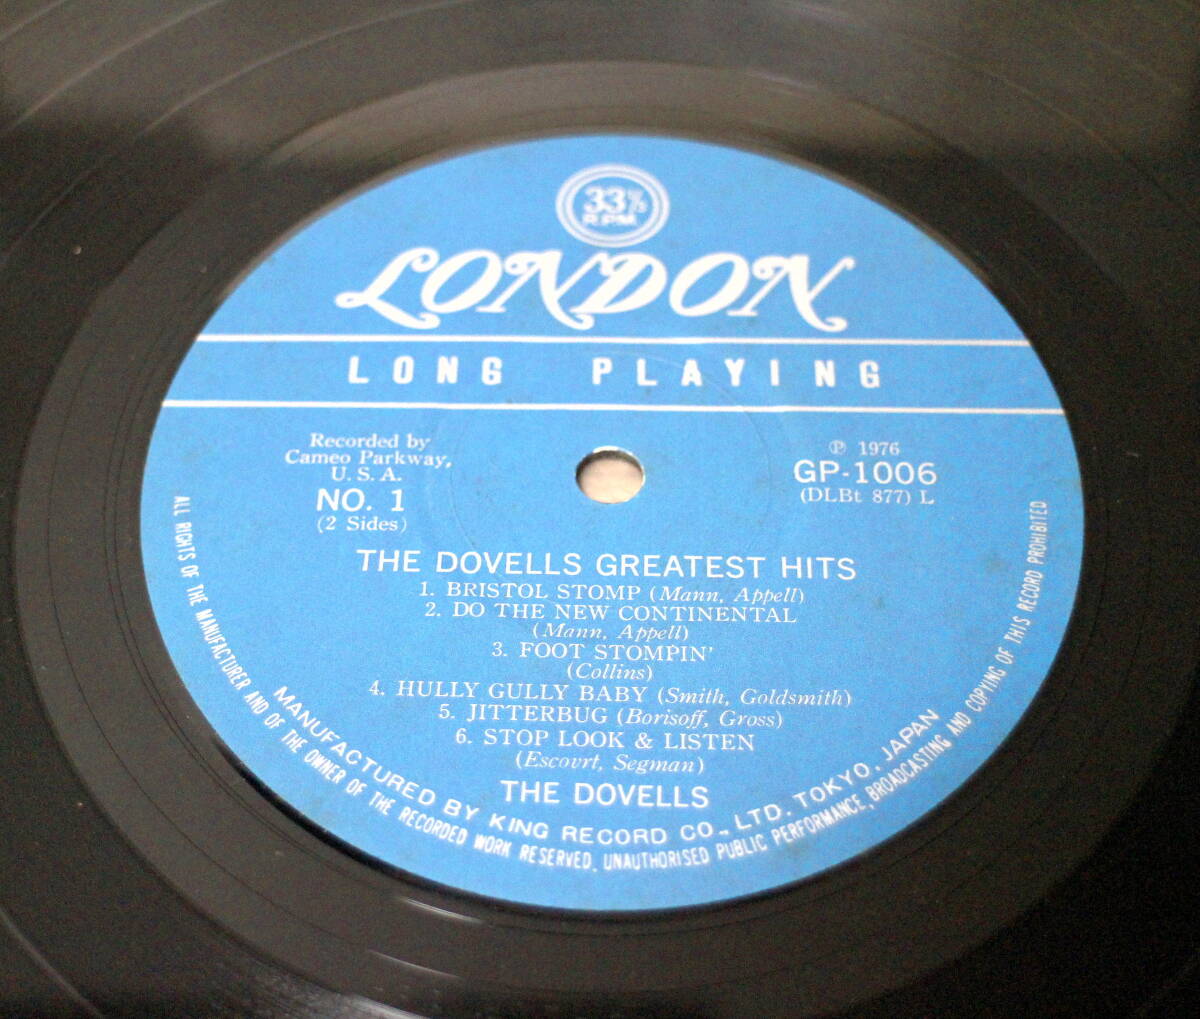 33 1/3
R.P.M.
LONDON
LONG PLAYING
Recorded by
Cameo Parkway,
U. S. A.
NO. 1
(2 Sides)
℗ 1976
GP-1006
(DLBt 877) L
THE DOVELLS GREATEST HITS
1. BRISTOL STOMP (Mann, Appell)
2. DO THE NEW CONTINENTAL
(Mann, Appell)
3. FOOT STOMPIN'
(Collins)
4. HULLY GULLY BABY (Smith, Goldsmith)
5. JITTERBUG (Borisoff, Gross)
6. STOP LOOK & LISTEN
(Escovrt, Segman)
THE DOVELLS
MANUFACTURED BY KING RECORD CO., LTD. TOKYO. JAPAN
ALL RIGHTS OF THE MANUFACTURER AND OF THE OWNER OF THE RECORDED WORK RESERVED. UNAUTHORISED PUBLIC PERFORMANCE, BROADCASTING AND COPYING OF THIS RECORD PROHIBITED